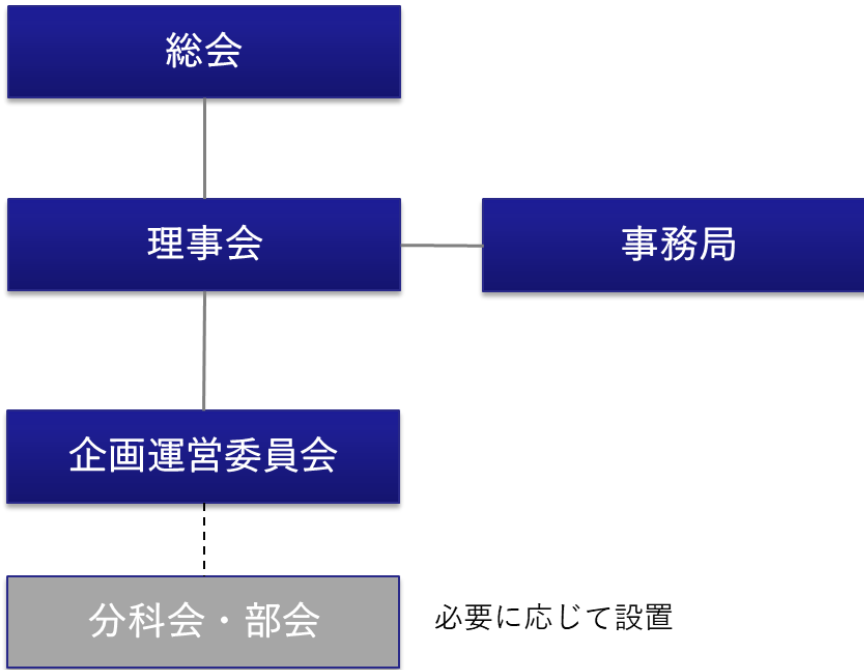 総会
理事会
事務局
企画運営委員会
分科会・部会
必要に応じて設置